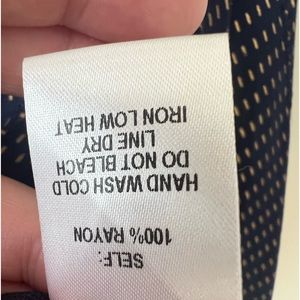 SELF:
100% RAYON
HAND WASH COLD
DO NOT BLEACH
LINE DRY
IRON LOW HEAT